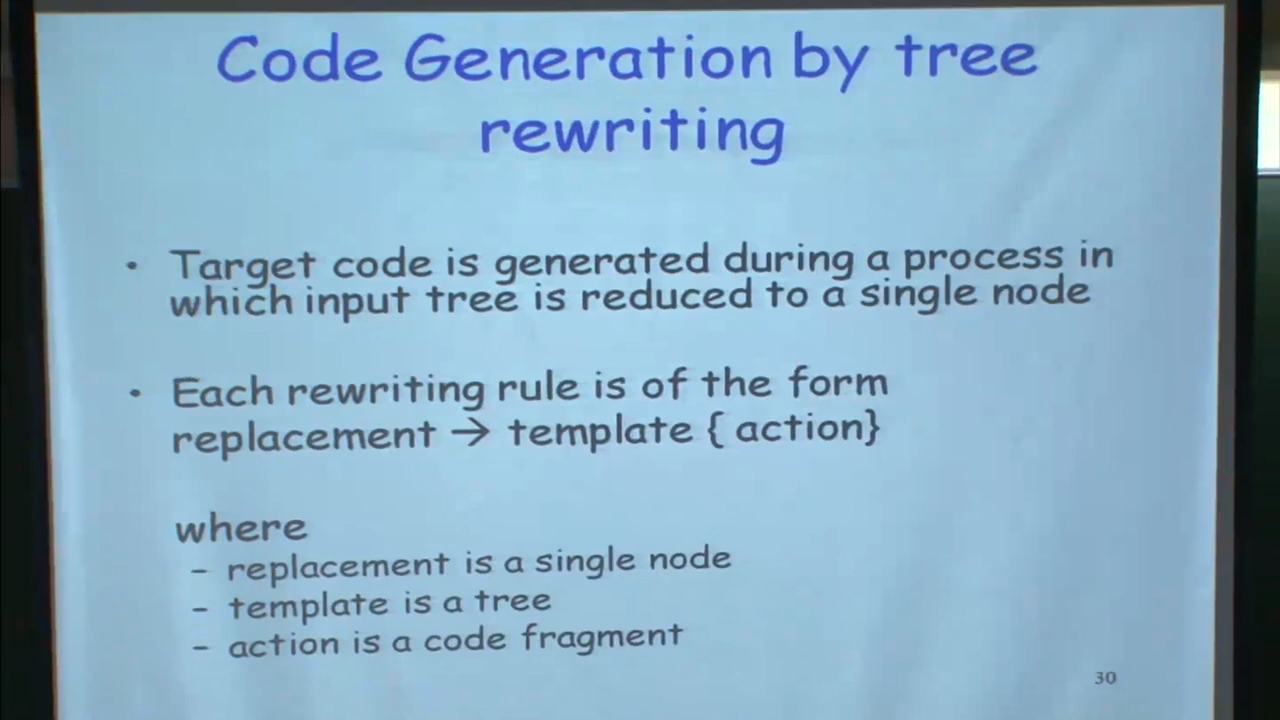 Code Generation by tree
rewriting
• Target code is generated during a process in
which input tree is reduced to a single node
• Each rewriting rule is of the form
replacement → template { action}
where
– replacement is a single node
– template is a tree
– action is a code fragment
30